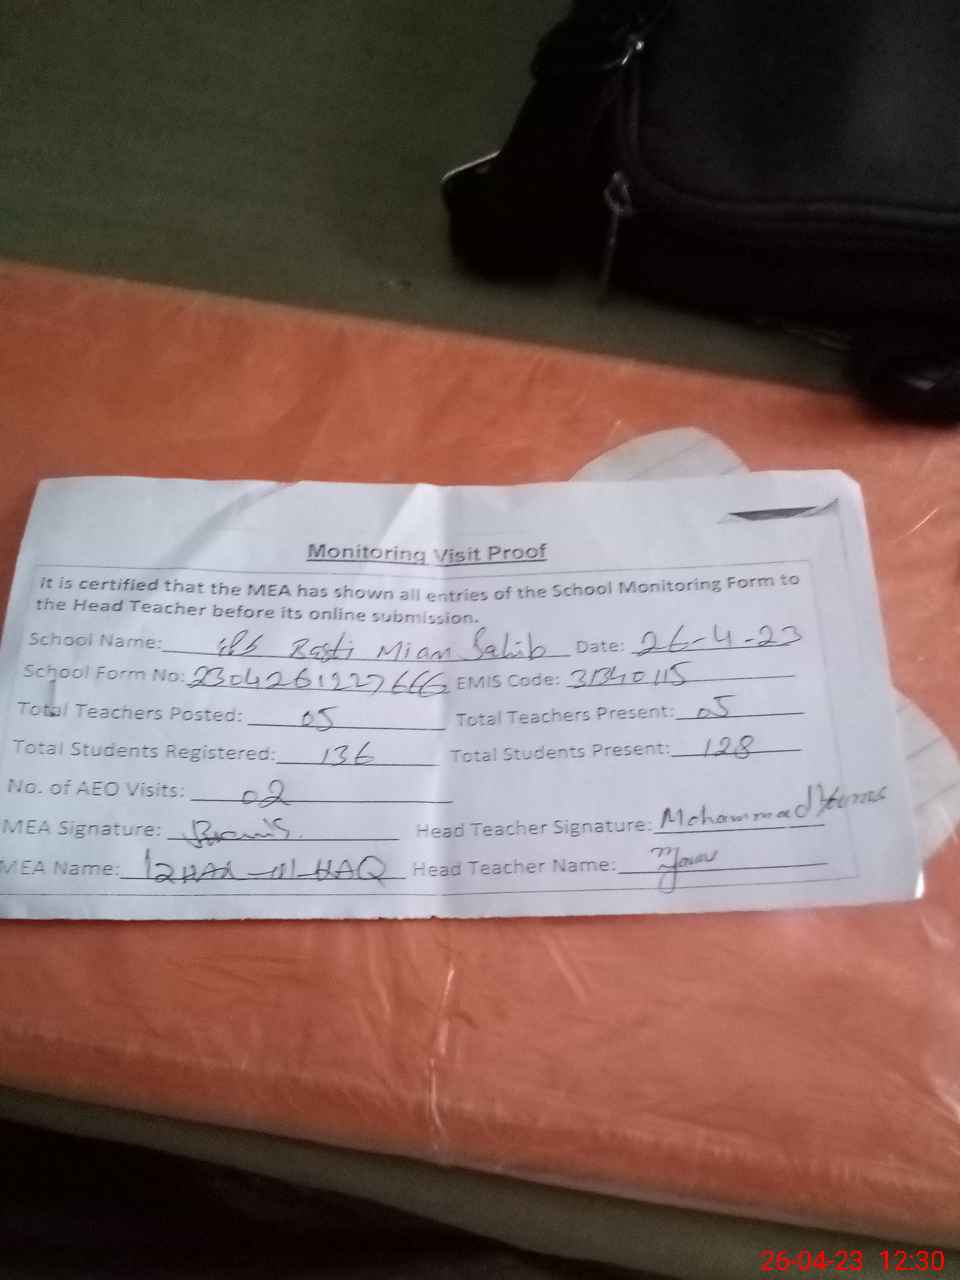 Monitoring Visit Proof
It is certified that the MEA has shown all entries of the School Monitoring Form to
the Head Teacher before its online submission.
School Name: Basti Mian Sahib Date: 26-4-23
School Form No: 2304261227666 EMIS Code: 31340115
Total Teachers Posted: 05 Total Teachers Present: 05
Total Students Registered: 136 Total Students Present: 128
No. of AEO Visits: 02
MEA Signature: Head Teacher Signature: Mohammad
MEA Name: HAQ Head Teacher Name:
26-04-23 12:30